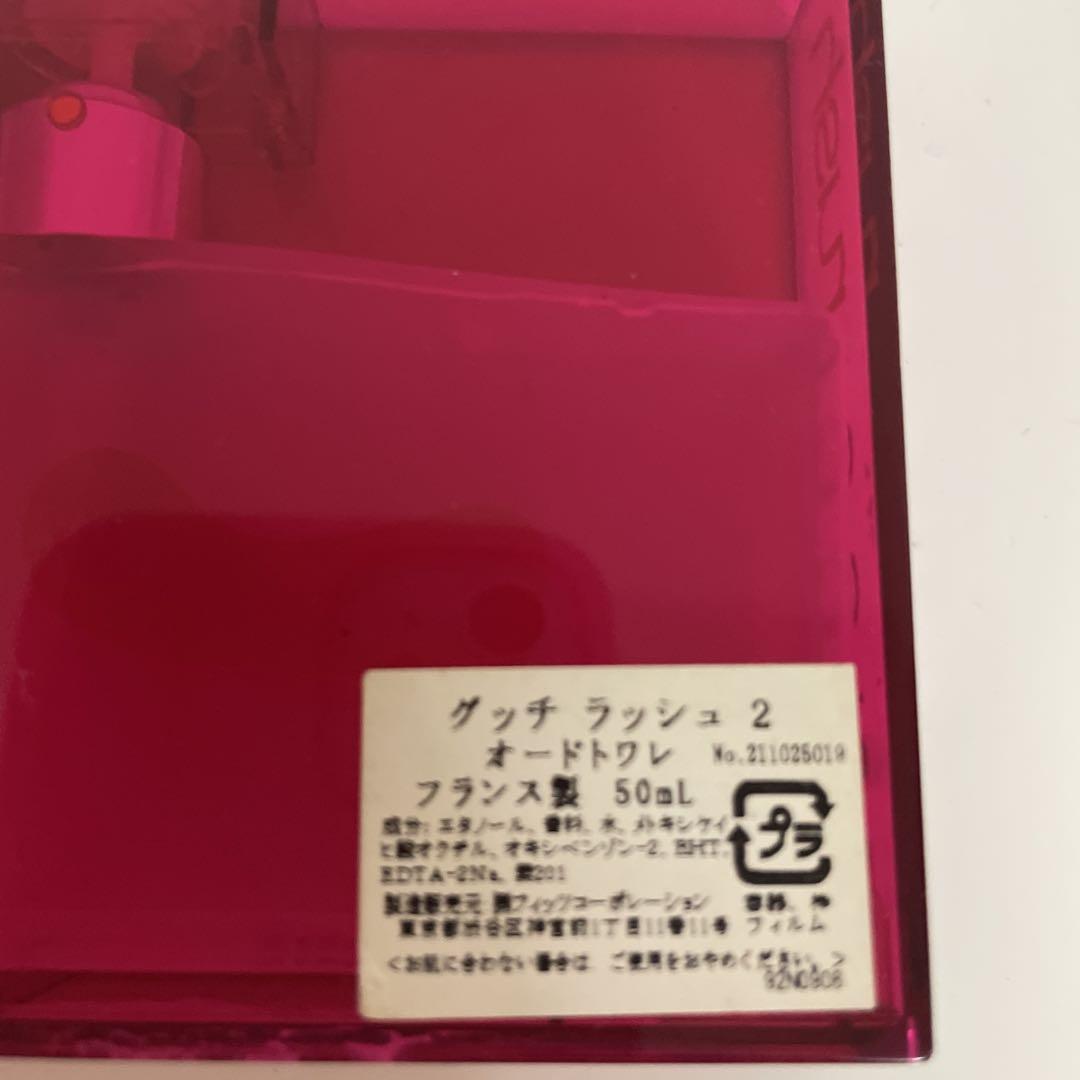 グッチ ラッシュ 2
オードトワレ No.211025019
フランス製 50mL
成分: エタノール、香料、水、メトキシケイ
ヒ酸オクチル、オキシベンゾン-2、BHT、
EDTA-2Na、紫201
プラ
製造販売元 ㈱フィッツコーポレーション
東京都渋谷区神宮前1丁目11番11号
容器、
フィルム
<お肌に合わない場合は、ご使用をおやめください。>
92N0906